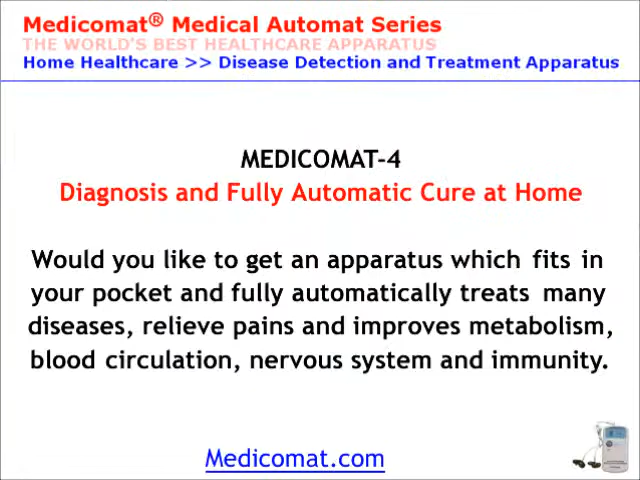 Medicomat® Medical Automat Series
THE WORLD'S BEST HEALTHCARE APPARATUS
Home Healthcare >> Disease Detection and Treatment Apparatus
MEDICOMAT-4
Diagnosis and Fully Automatic Cure at Home
Would you like to get an apparatus which fits in
your pocket and fully automatically treats many
diseases, relieve pains and improves metabolism,
blood circulation, nervous system and immunity.
Medicomat.com